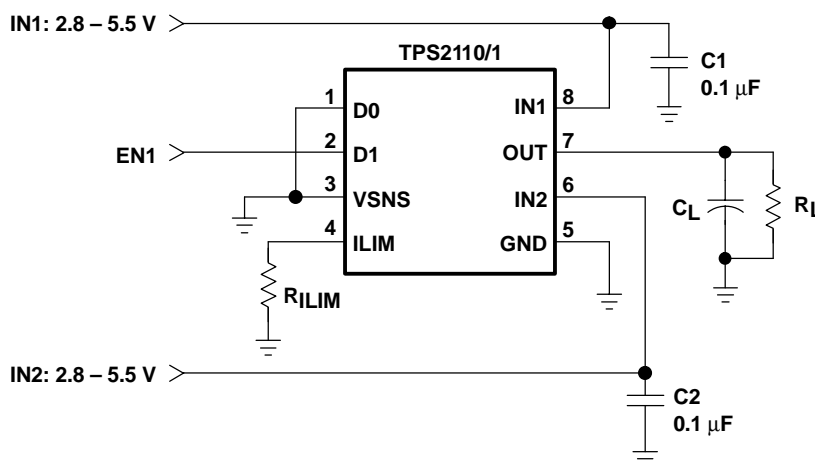 IN1: 2.8 – 5.5 V
TPS2110/1
C1
0.1 μF
1
D0
IN1
8
EN1
2
D1
OUT
7
3
VSNS
IN2
6
4
ILIM
GND
5
CL
RL
RILIM
IN2: 2.8 – 5.5 V
C2
0.1 μF